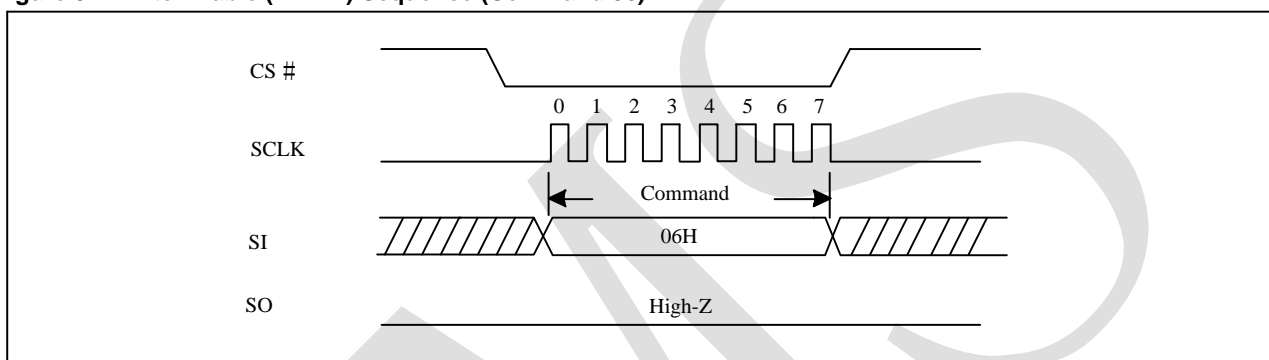 CS #
0 1 2 3 4 5 6 7
SCLK
Command
SI
06H
SO
High-Z